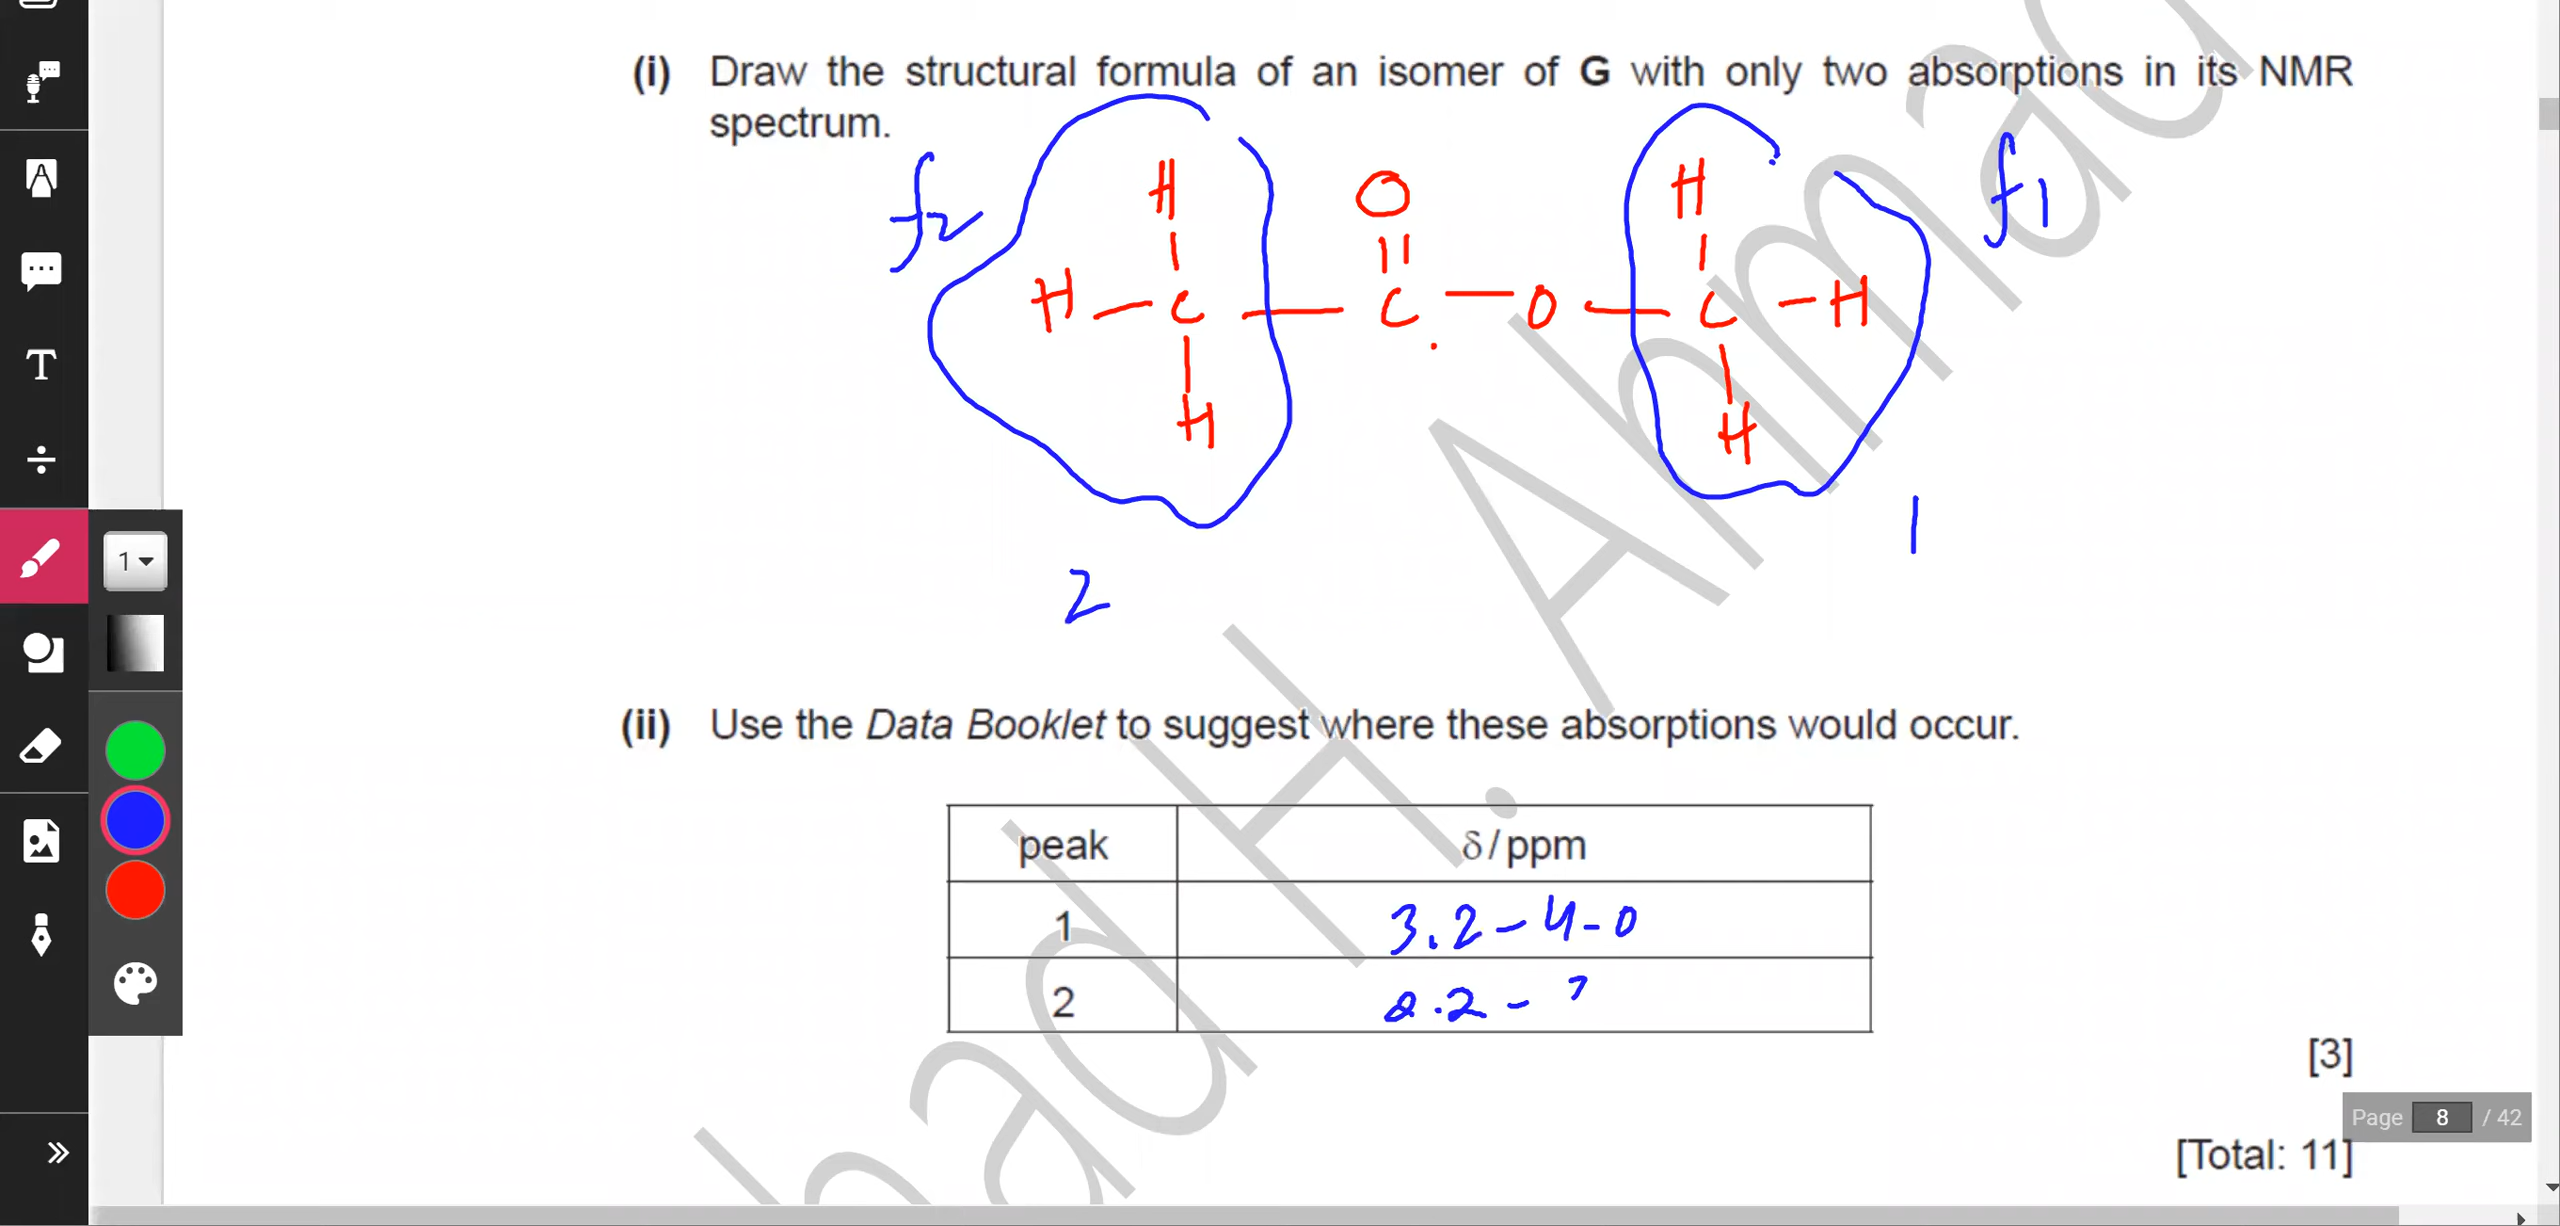 (i) Draw the structural formula of an isomer of G with only two absorptions in its NMR
spectrum.
f2 H O H f1
H – C – C – O – C – H
H H
2 1
(ii) Use the Data Booklet to suggest where these absorptions would occur.
peak δ/ppm
1 3.2 – 4-0
2 2.2 –
[3]
[Total: 11]
Page 8 / 42
1
T
had H. Ahmad